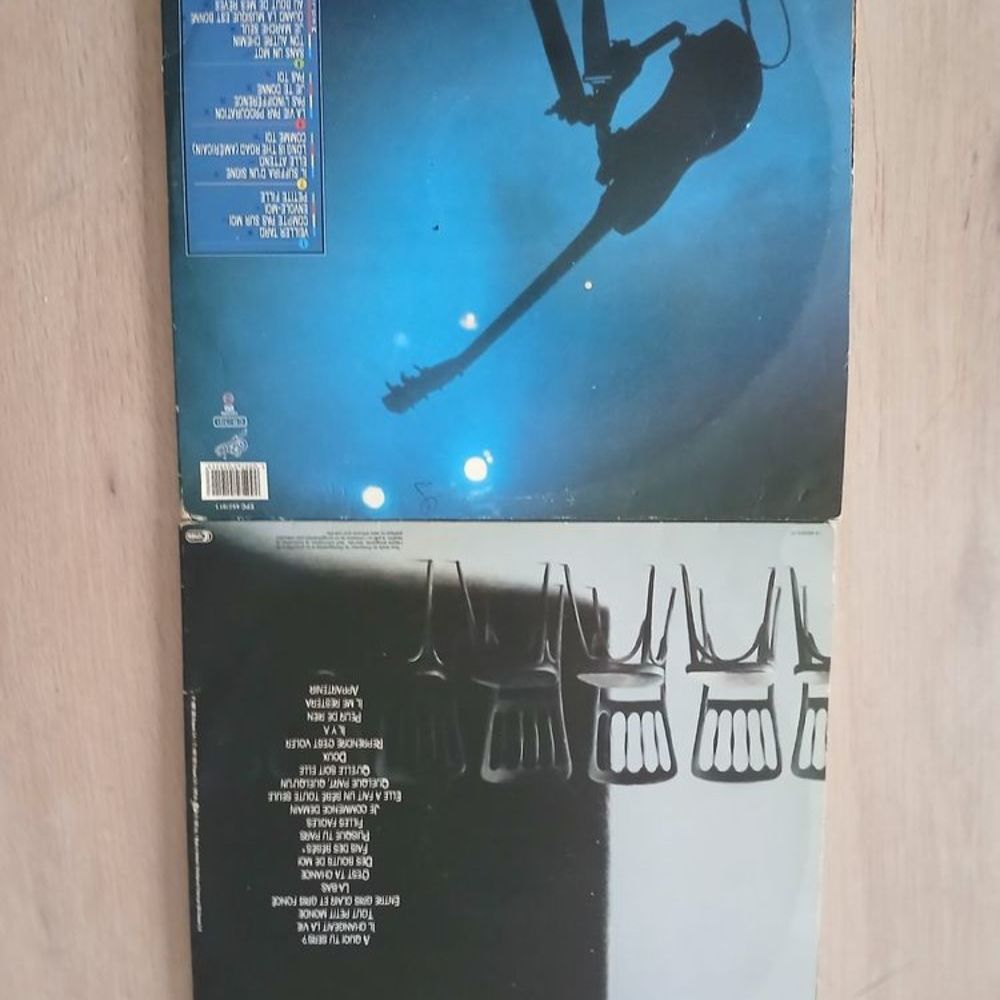 A QUOI TU SERS ?
IL CHANGEAIT LA VIE
TOUT PETIT MONDE
ENTRE GRIS CLAIR ET GRIS FONCÉ
LA-BAS
C'EST TA CHANCE
DES BOUTS DE MOI
FAIS DES BÉBÉS*
PUISQUE TU PARS
FILLES FACILES
JE COMMENCE DEMAIN
ELLE A FAIT UN BÉBÉ TOUTE SEULE
QUELQUE PART, QUELQU'UN
QU'ELLE SOIT ELLE
DOUX
REPRENDRE C'EST VOLER
IL Y A
PEUR DE RIEN
IL ME RESTERA
APPARTENIR
EPC
VEILLER TARD
COMPTE PAS SUR MOI
ENVOLE-MOI
PETITE FILLE
IL SUFFIRA D'UN SIGNE
ELLE ATTEND
LONG IS THE ROAD (AMÉRICAIN)
COMME TOI
LA VIE PAR PROCURATION
PAS L'INDIFFÉRENCE
JE TE DONNE
PAS TOI
SANS UN MOT
TON AUTRE CHEMIN
JE MARCHE SEUL
QUAND LA MUSIQUE EST BONNE
AU BOUT DE MES RÊVES